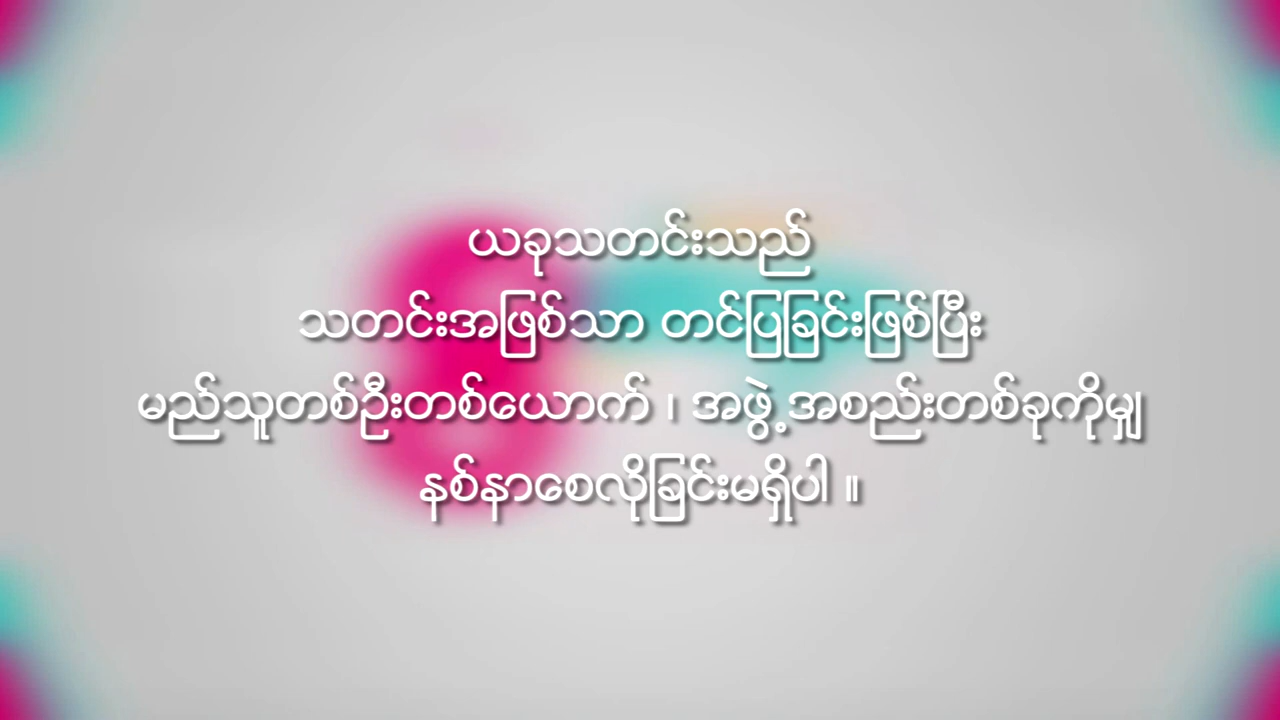 ယခုသတင်းသည်
သတင်းအဖြစ်သာ တင်ပြခြင်းဖြစ်ပြီး
မည်သူတစ်ဦးတစ်ယောက် ၊ အဖွဲ့အစည်းတစ်ခုကိုမျှ
နစ်နာစေလိုခြင်းမရှိပါ ။